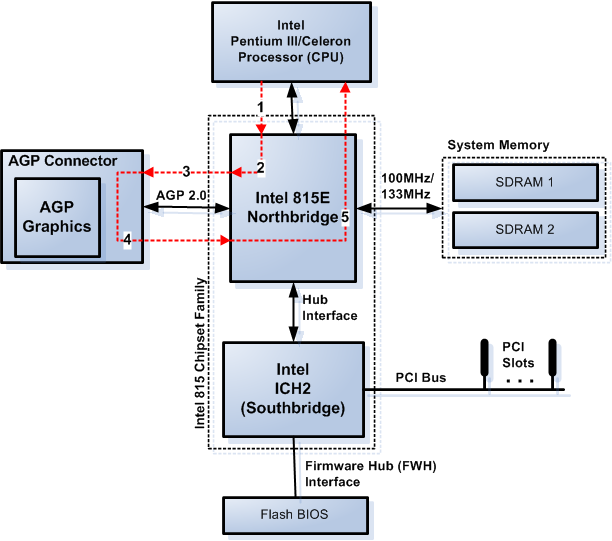 Intel
Pentium III/Celeron
Processor (CPU)
1
2
3
4
5
AGP Connector
AGP
Graphics
AGP 2.0
Intel 815E
Northbridge
100MHz/
133MHz
System Memory
SDRAM 1
SDRAM 2
Hub
Interface
Intel 815 Chipset Family
Intel
ICH2
(Southbridge)
PCI Bus
PCI
Slots
. . .
Firmware Hub (FWH)
Interface
Flash BIOS